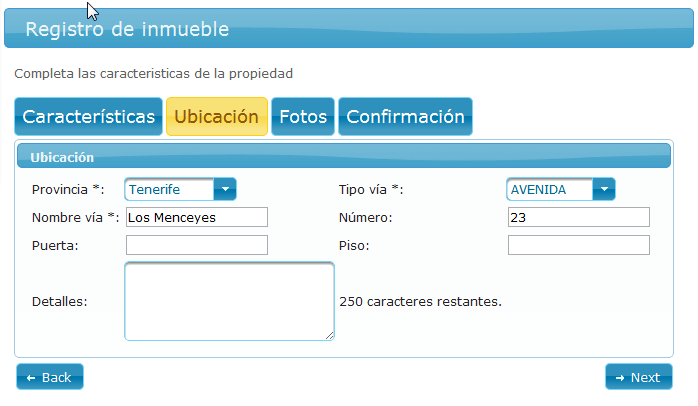 Registro de inmueble
Completa las caracteristicas de la propiedad
Características Ubicación Fotos Confirmación
Ubicación
Provincia *: Tenerife Tipo vía *: AVENIDA
Nombre vía *: Los Menceyes Número: 23
Puerta: Piso:
Detalles: 250 caracteres restantes.
← Back → Next